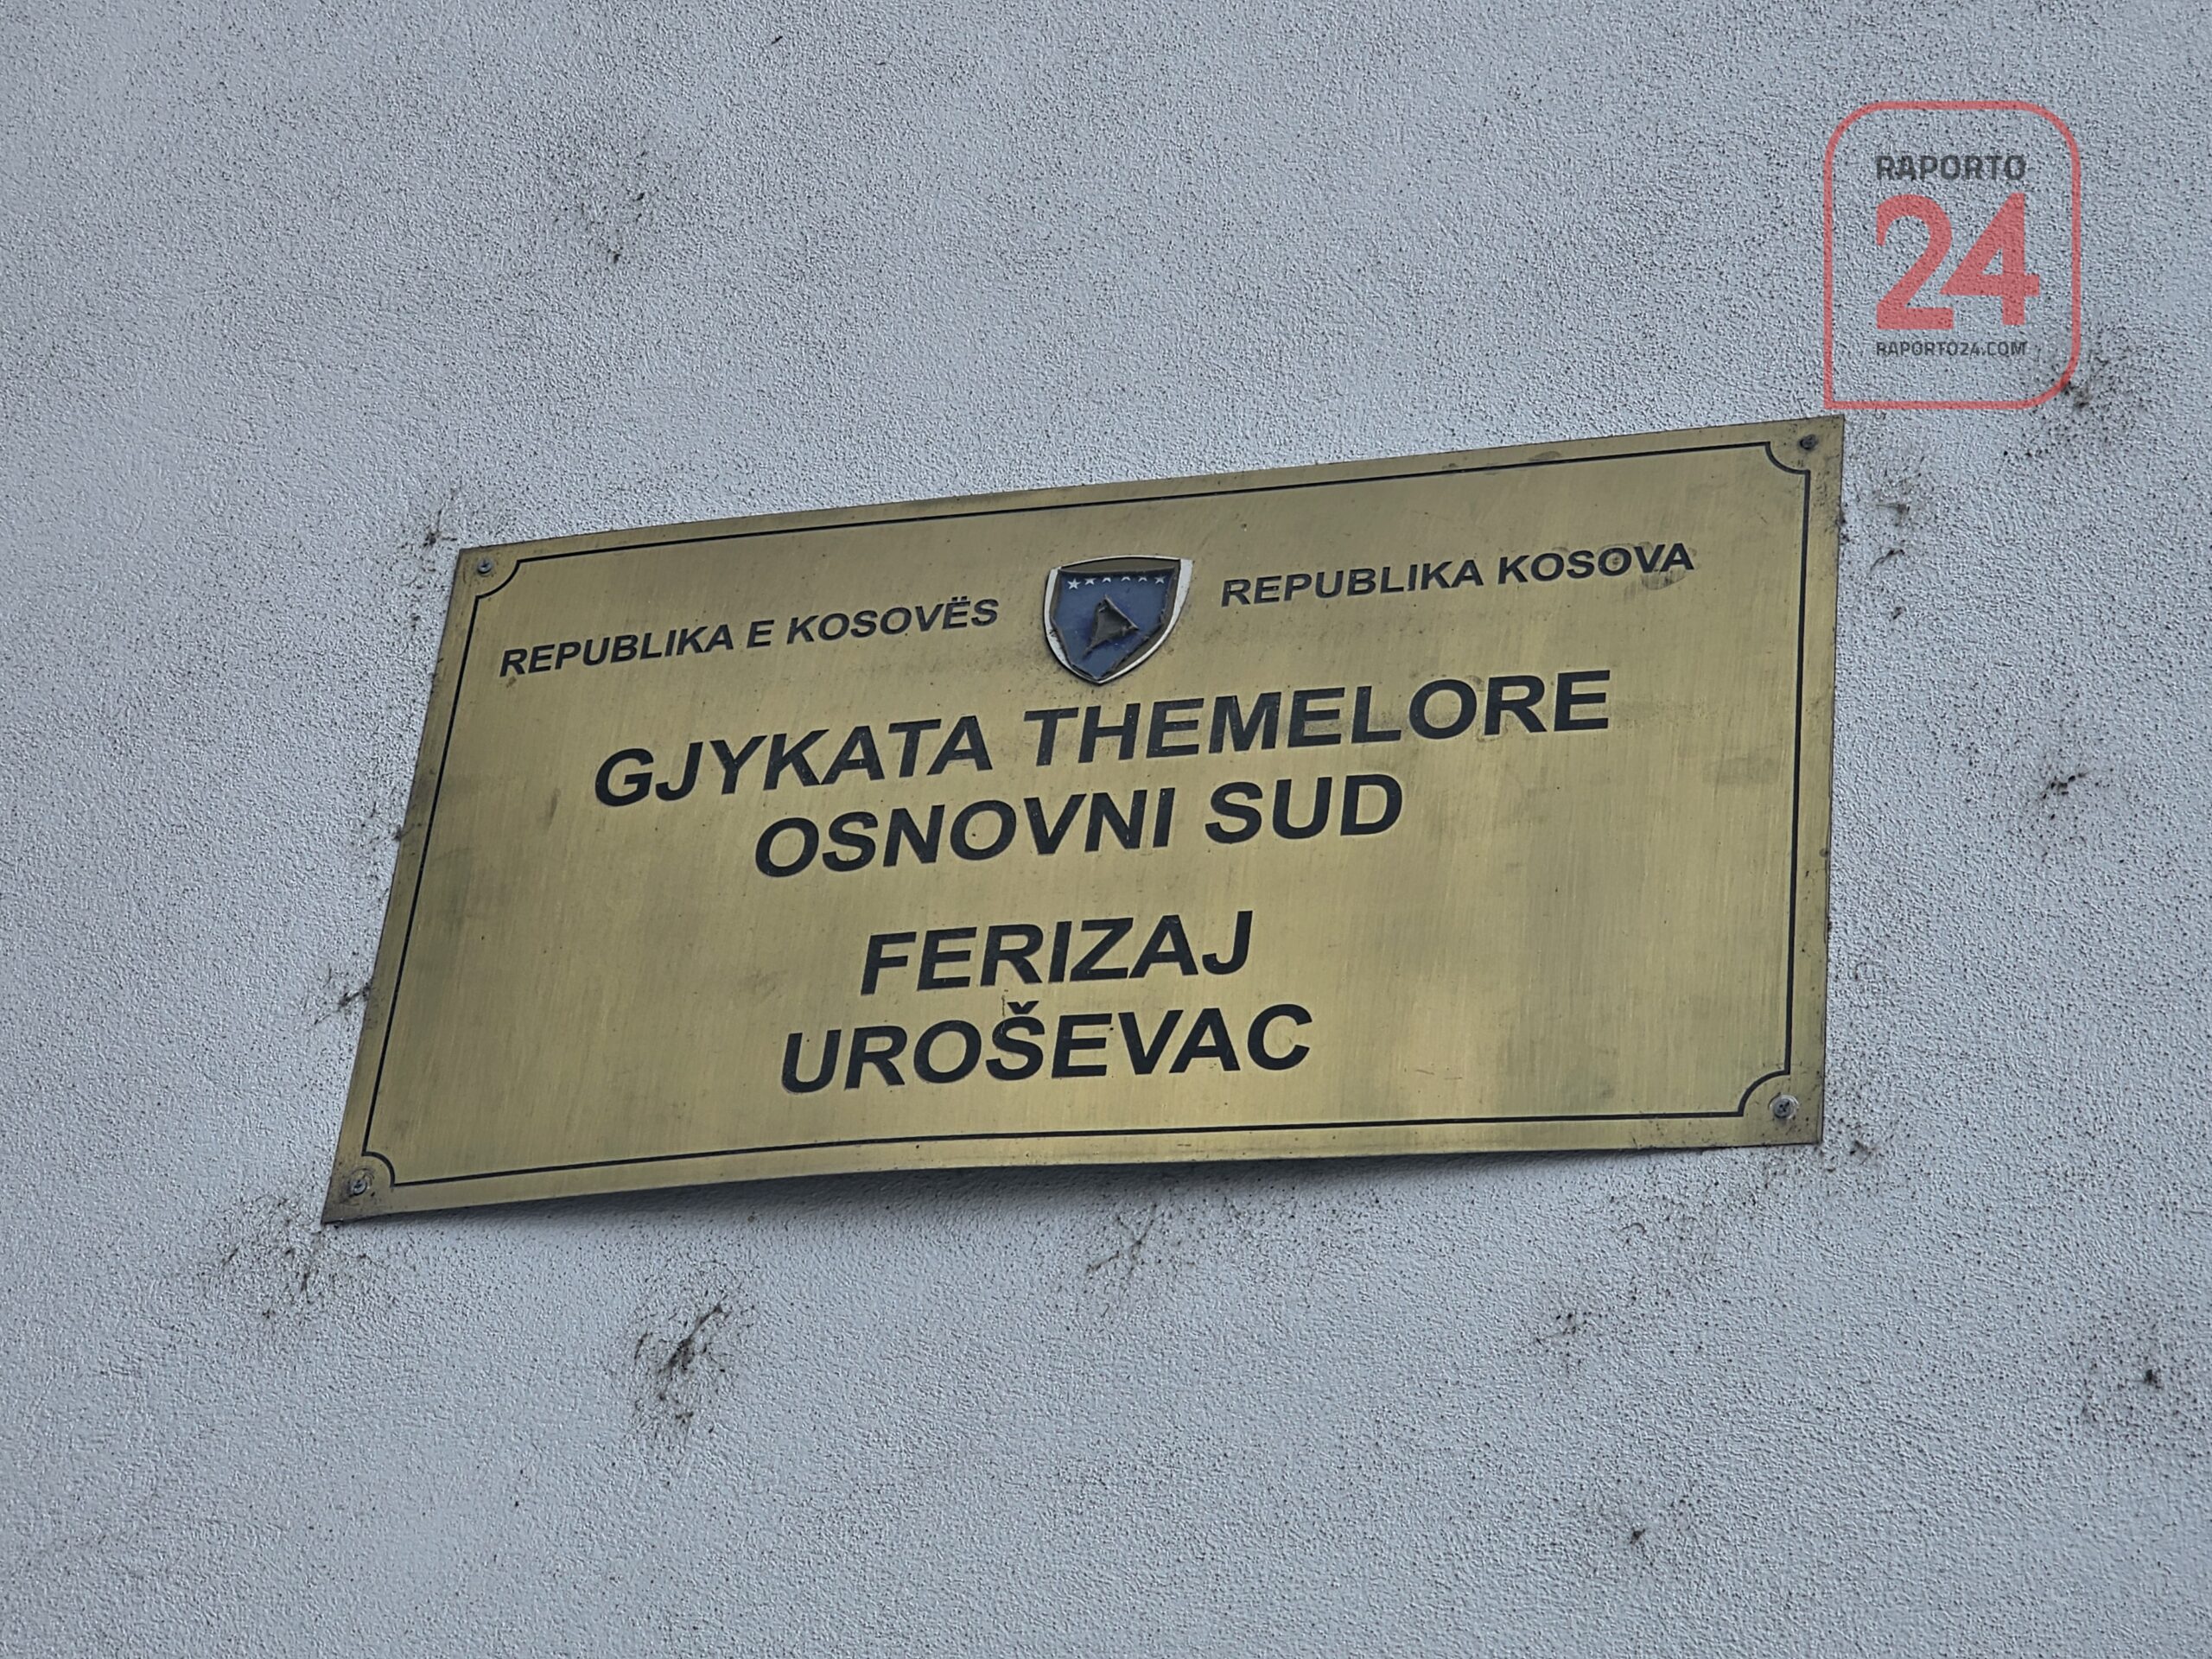 RAPORTO
24
RAPORTO24.COM
REPUBLIKA E KOSOVËS REPUBLIKA KOSOVA
GJYKATA THEMELORE
OSNOVNI SUD
FERIZAJ
UROŠEVAC